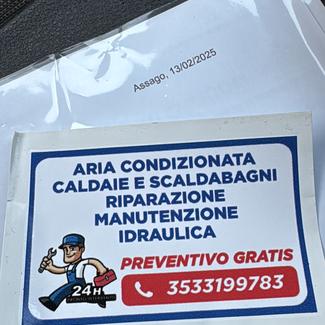 Assago, 13/02/2025
ARIA CONDIZIONATA
CALDAIE E SCALDABAGNI
RIPARAZIONE
MANUTENZIONE
IDRAULICA
PREVENTIVO GRATIS
24H
3533199783